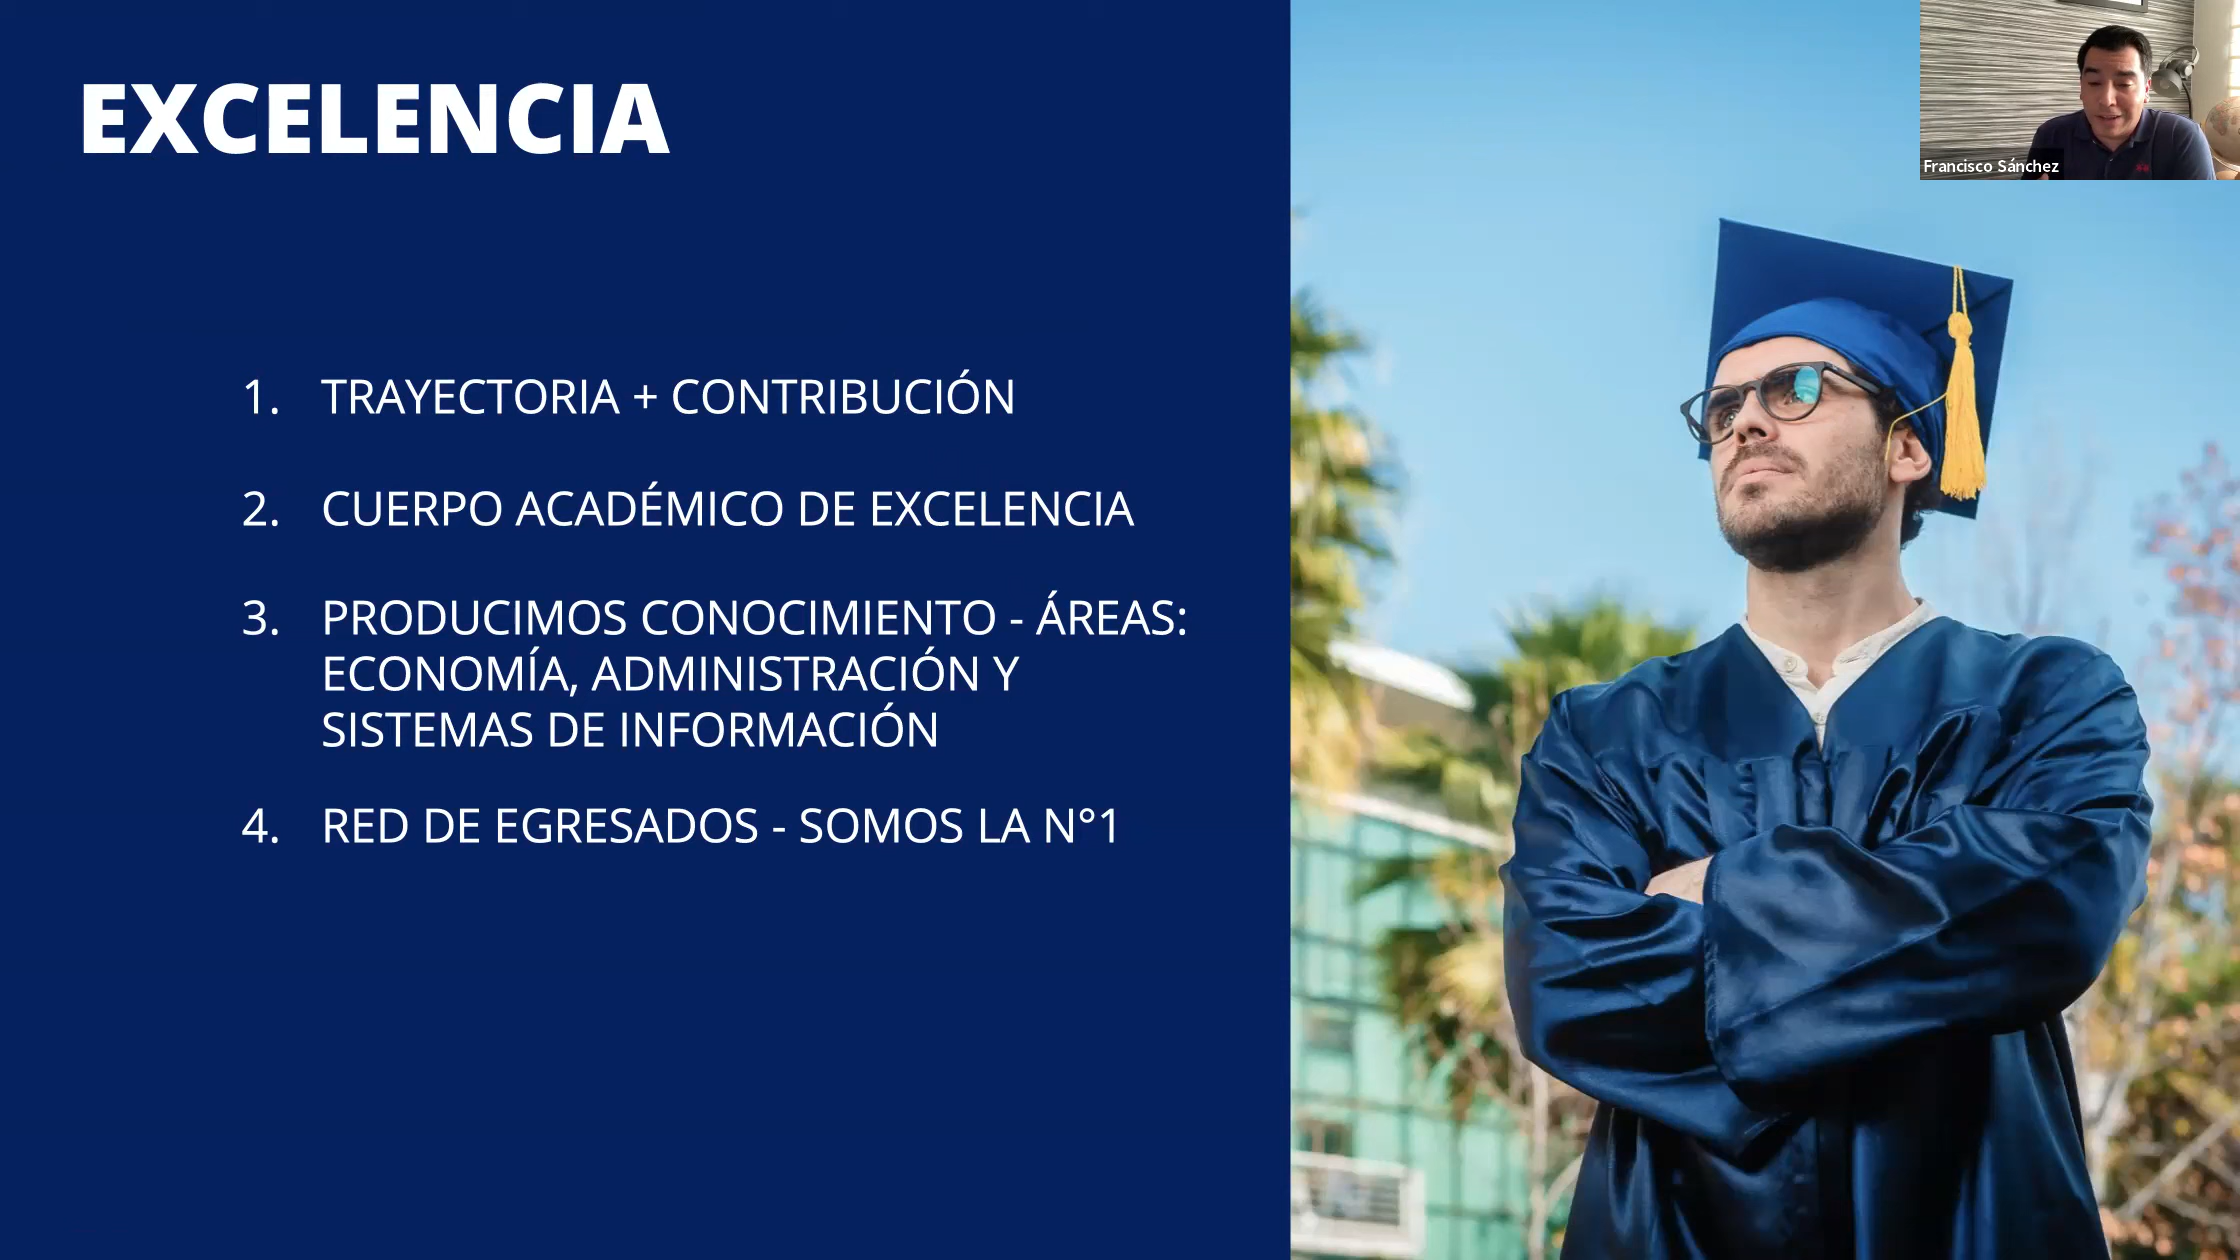 EXCELENCIA
1. TRAYECTORIA + CONTRIBUCIÓN
2. CUERPO ACADÉMICO DE EXCELENCIA
3. PRODUCIMOS CONOCIMIENTO - ÁREAS:
ECONOMÍA, ADMINISTRACIÓN Y
SISTEMAS DE INFORMACIÓN
4. RED DE EGRESADOS - SOMOS LA N°1
Francisco Sánchez